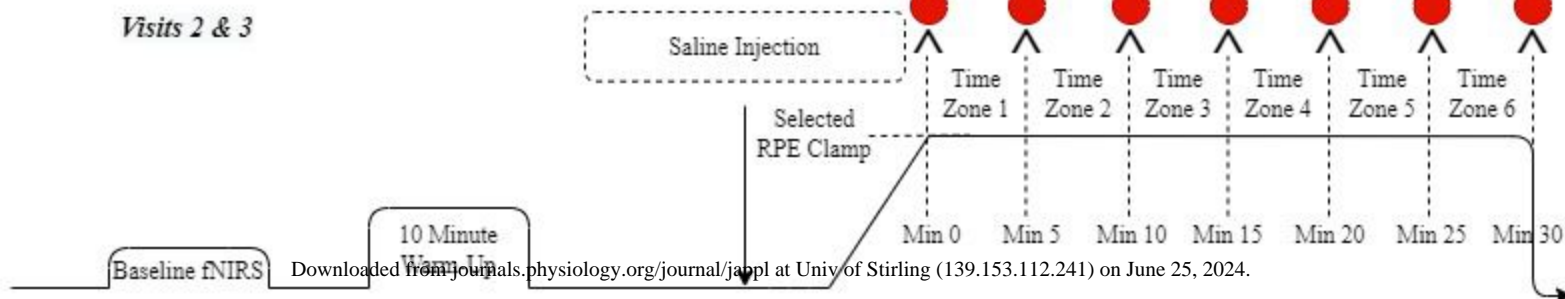 Visits 2 & 3
Saline Injection
Time
Zone 1
Time
Zone 2
Time
Zone 3
Time
Zone 4
Time
Zone 5
Time
Zone 6
Selected
RPE Clamp
Min 0
Min 5
Min 10
Min 15
Min 20
Min 25
Min 30
10 Minute
Warm-Up
Baseline fNIRS
Downloaded from journals.physiology.org/journal/jappl at Univ of Stirling (139.153.112.241) on June 25, 2024.